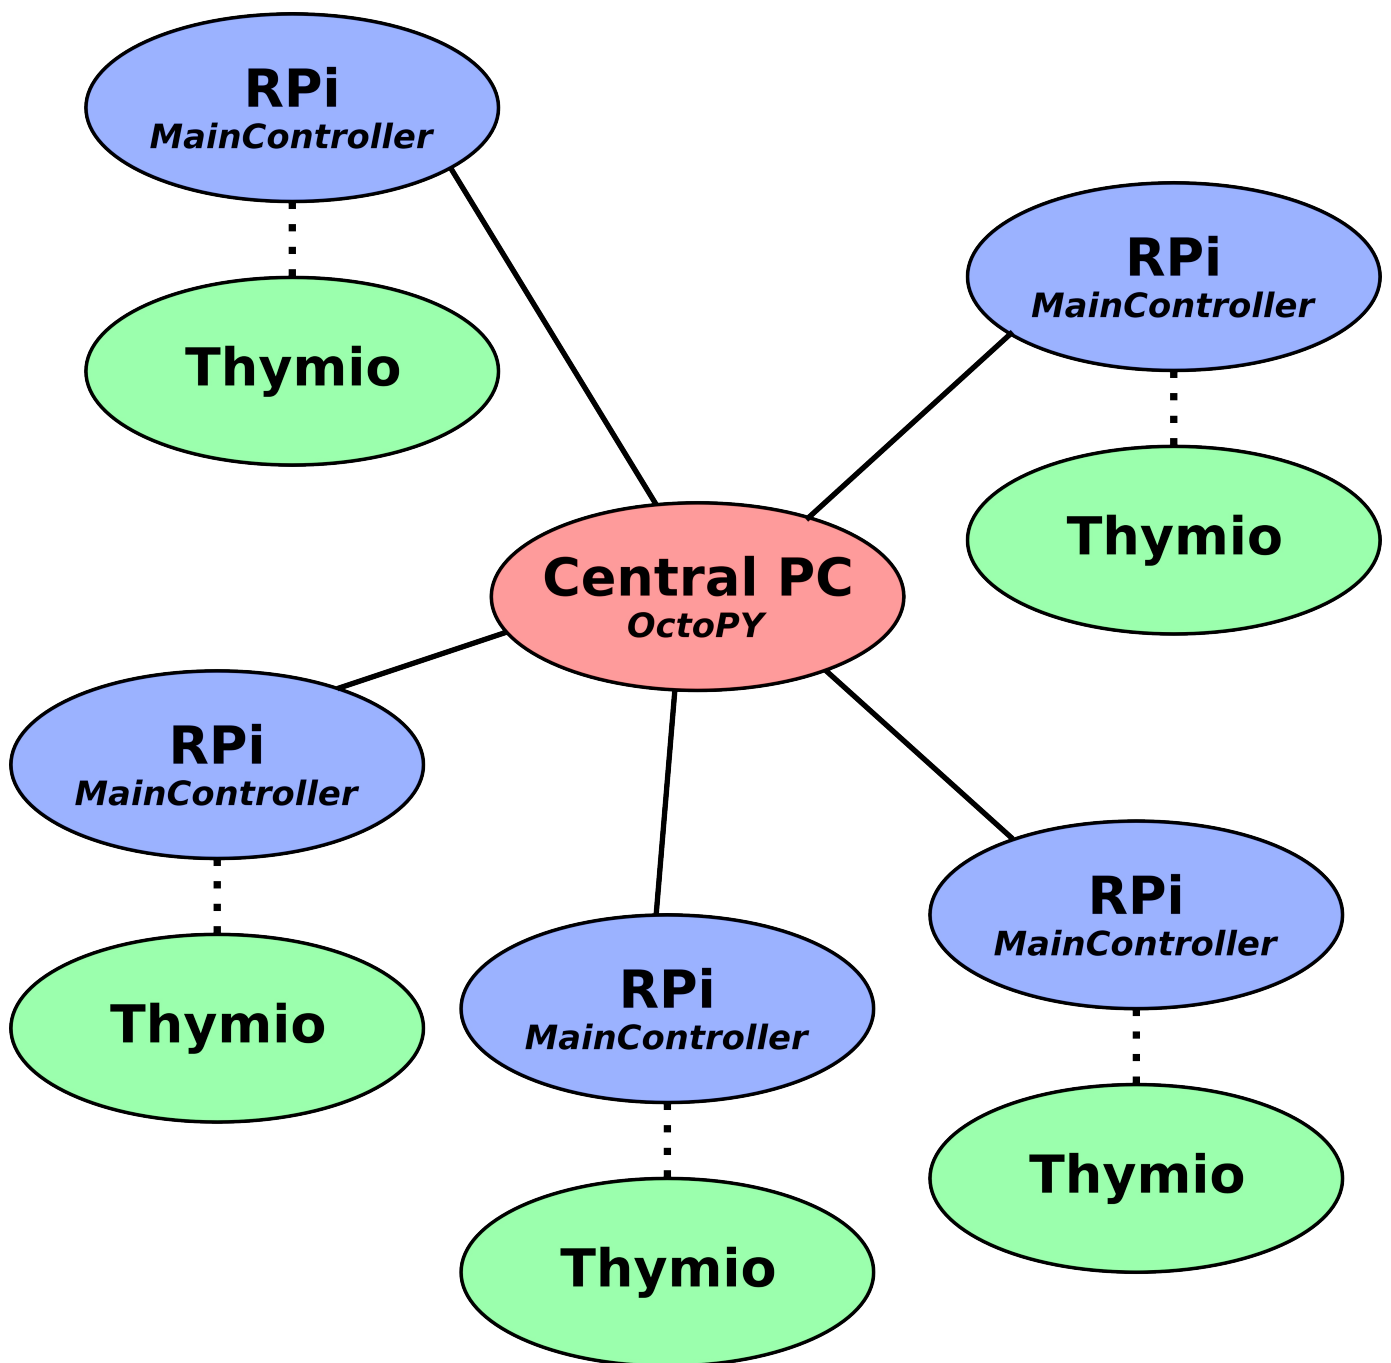 RPi
MainController
Thymio
RPi
MainController
Thymio
Central PC
OctoPY
RPi
MainController
Thymio
RPi
MainController
Thymio
RPi
MainController
Thymio